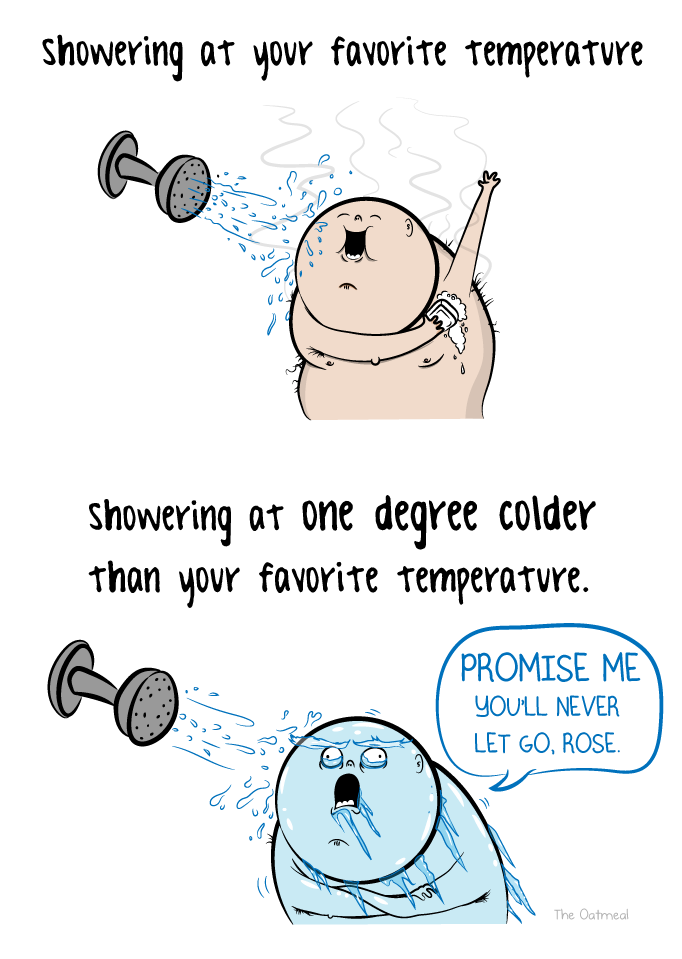 Showering at your favorite temperature
Showering at one degree colder
than your favorite temperature.
PROMISE ME
YOU'LL NEVER
LET GO, ROSE.
The Oatmeal